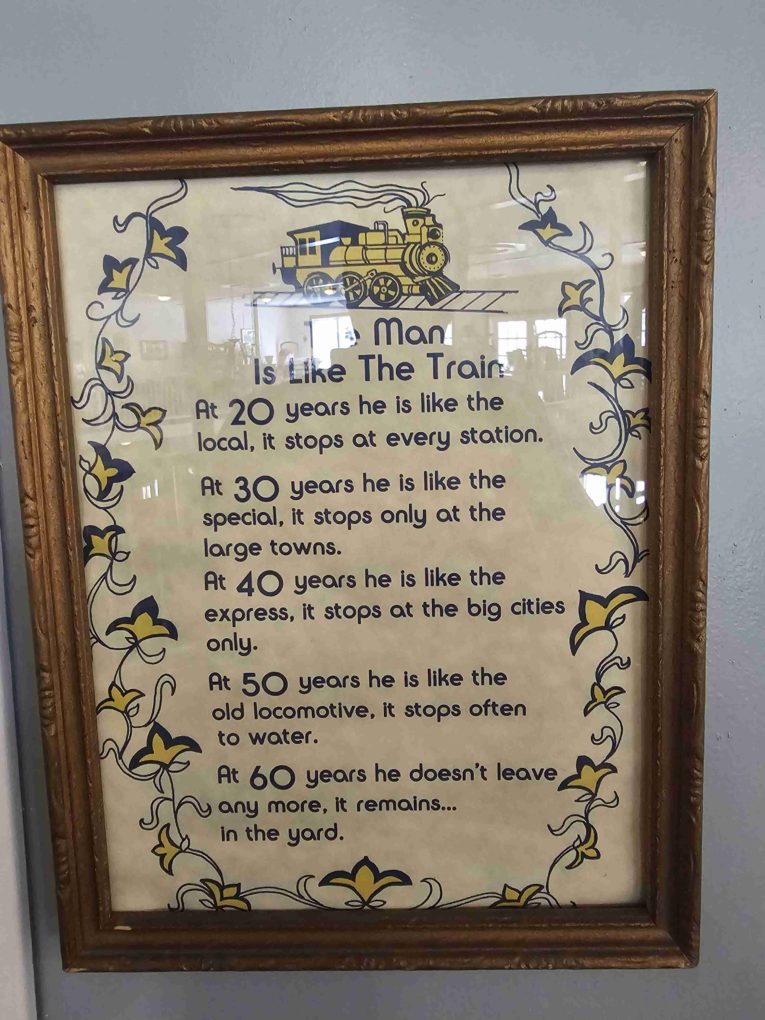 Man
Is Like The Train
At 20 years he is like the
local, it stops at every station.
At 30 years he is like the
special, it stops only at the
large towns.
At 40 years he is like the
express, it stops at the big cities
only.
At 50 years he is like the
old locomotive, it stops often
to water.
At 60 years he doesn't leave
any more, it remains...
in the yard.